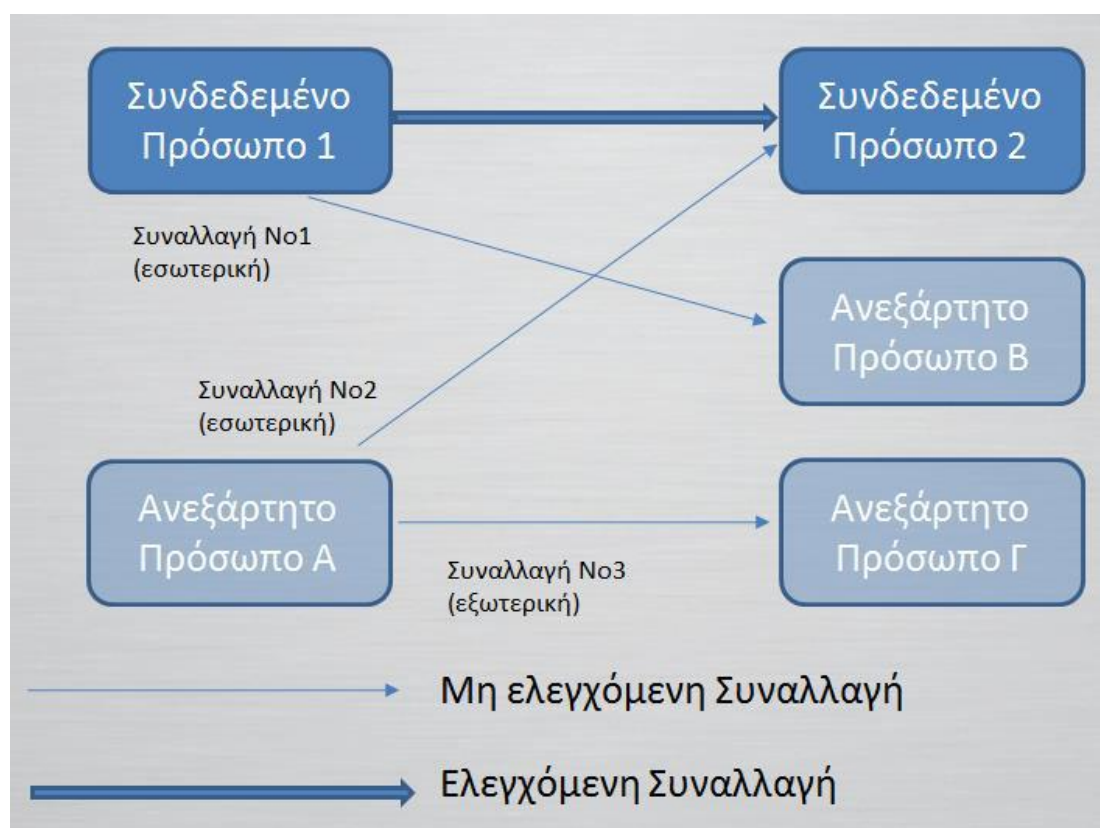 Συνδεδεμένο
Πρόσωπο 1
Συνδεδεμένο
Πρόσωπο 2
Συναλλαγή Νο1
(εσωτερική)
Ανεξάρτητο
Πρόσωπο Β
Συναλλαγή Νο2
(εσωτερική)
Ανεξάρτητο
Πρόσωπο Α
Ανεξάρτητο
Πρόσωπο Γ
Συναλλαγή Νο3
(εξωτερική)
Μη ελεγχόμενη Συναλλαγή
Ελεγχόμενη Συναλλαγή